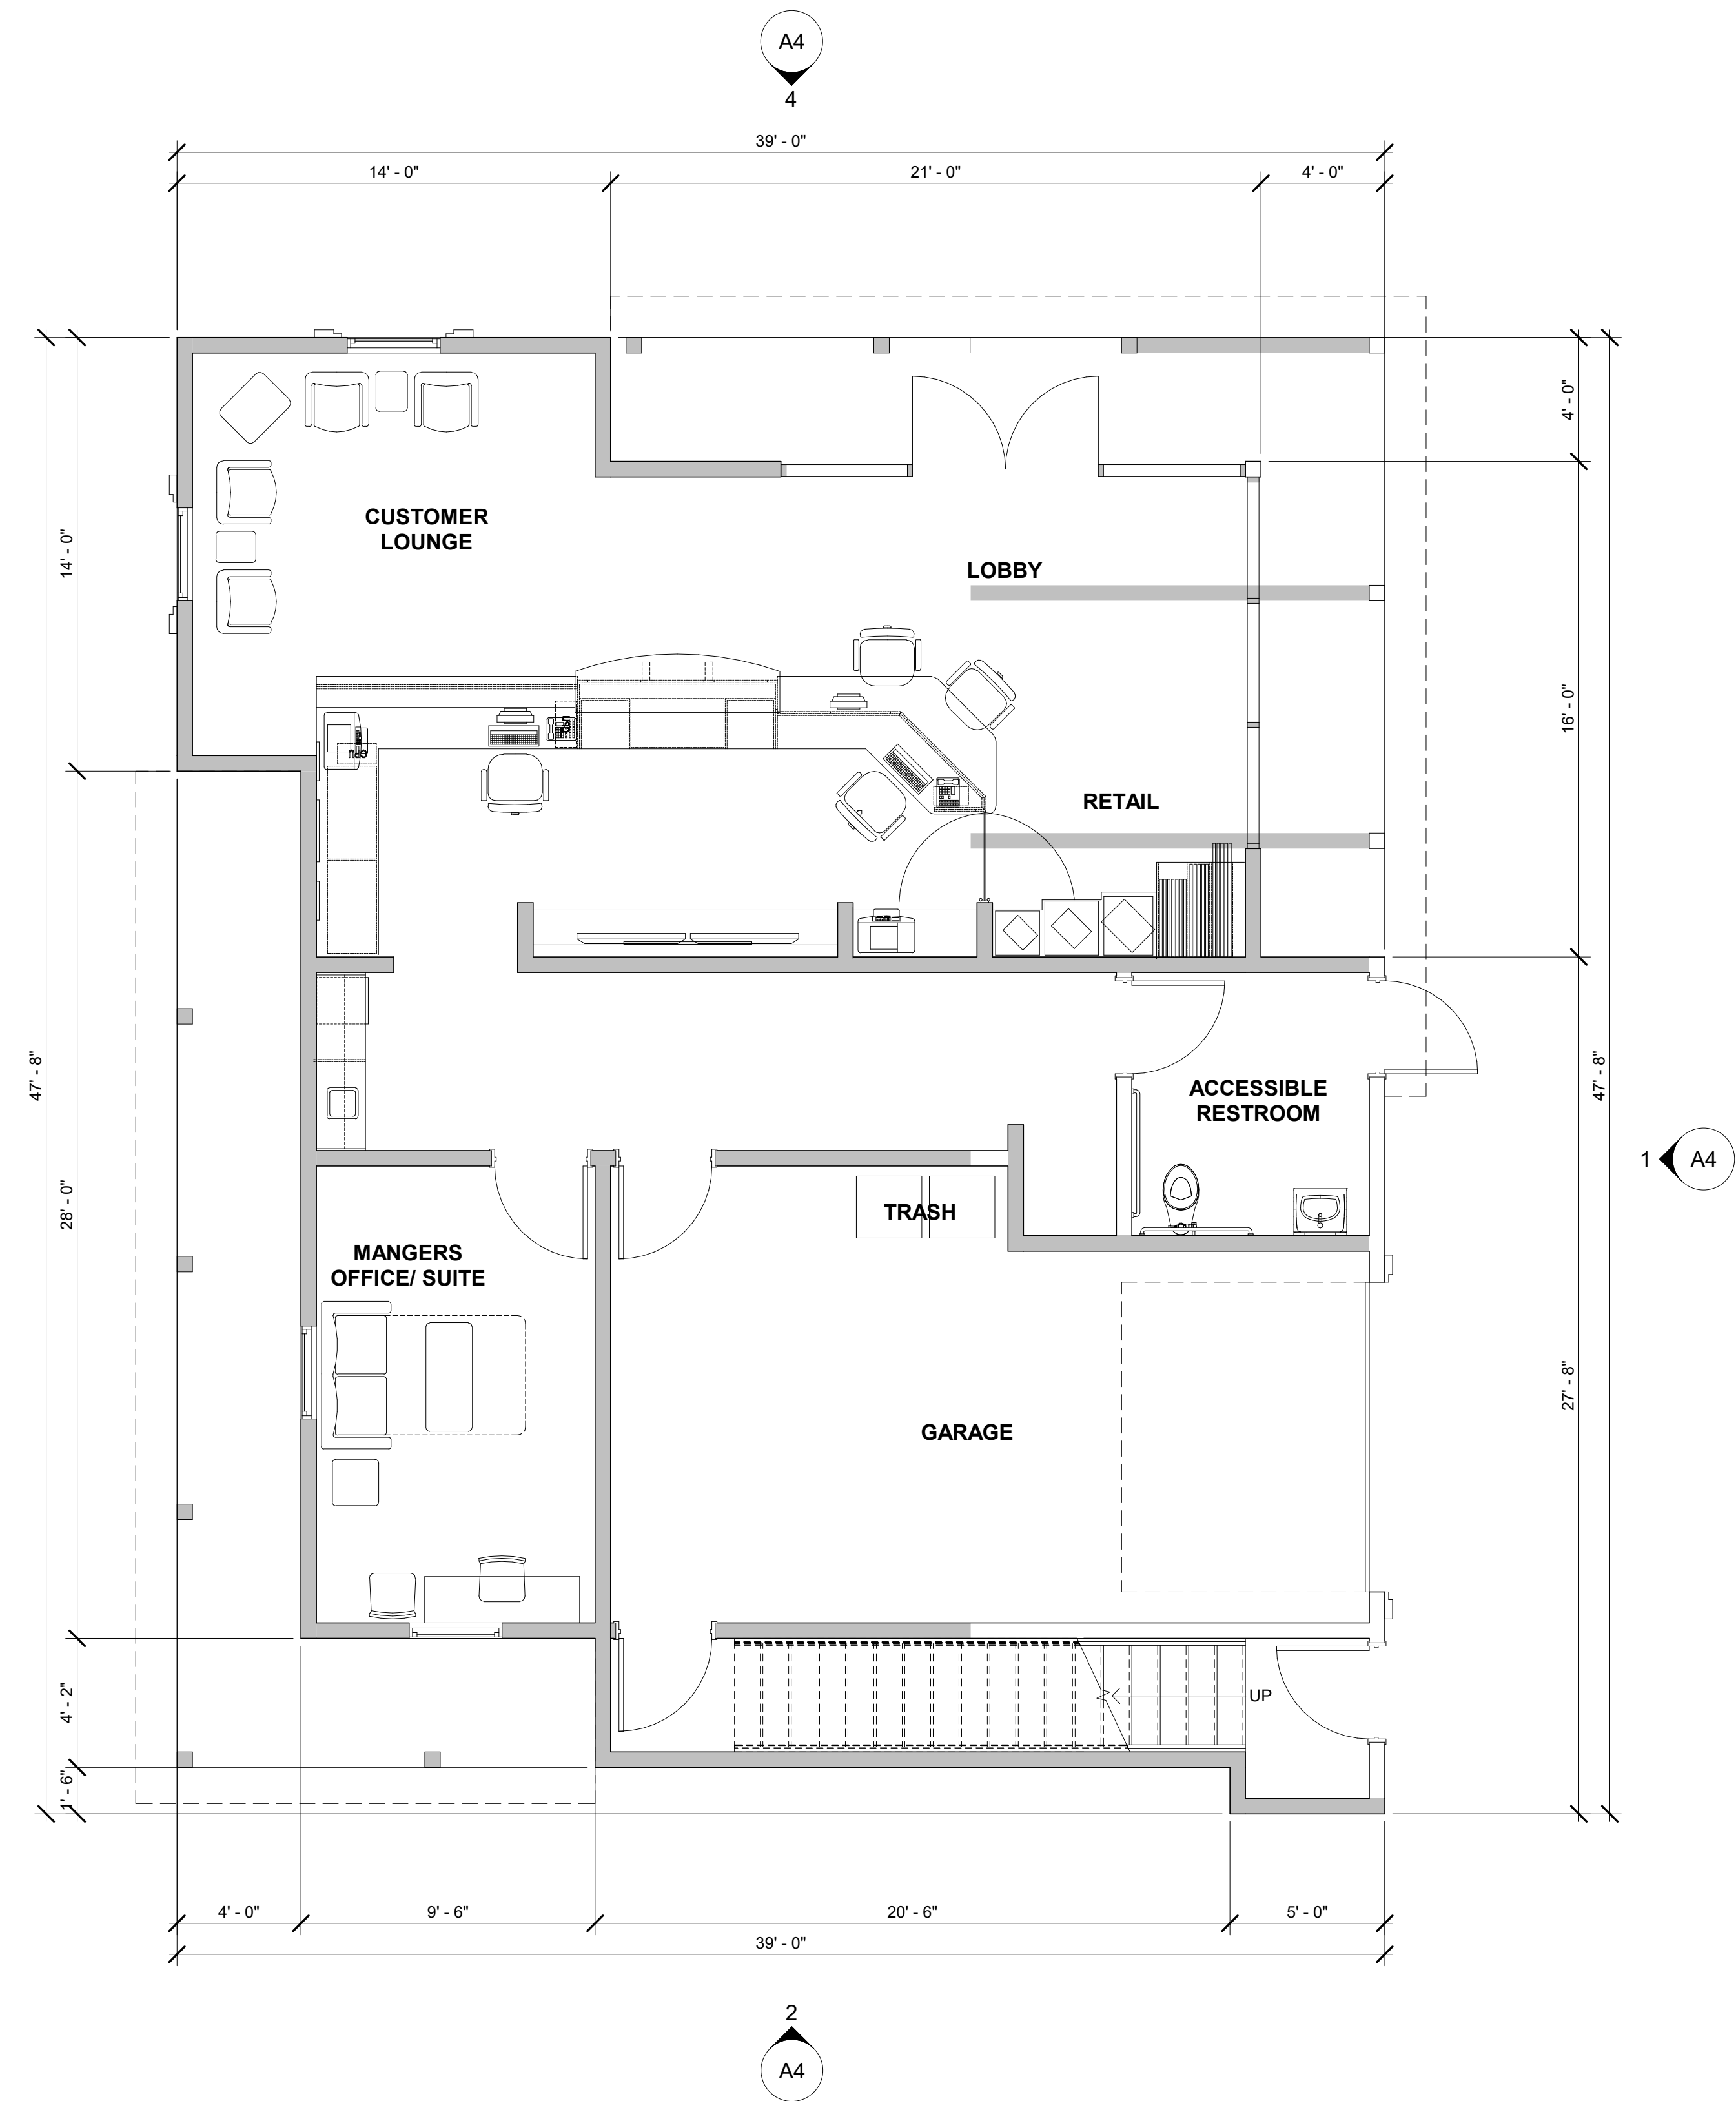 A4
4
39' - 0"
14' - 0"
21' - 0"
4' - 0"
4' - 0"
CUSTOMER
LOUNGE
14' - 0"
LOBBY
16' - 0"
CPU
CPU
RETAIL
47' - 8"
47' - 8"
ACCESSIBLE
RESTROOM
1
A4
28' - 0"
TRASH
MANGERS
OFFICE/ SUITE
27' - 8"
GARAGE
4' - 2"
UP
1' - 6"
4' - 0"
9' - 6"
20' - 6"
5' - 0"
39' - 0"
2
A4